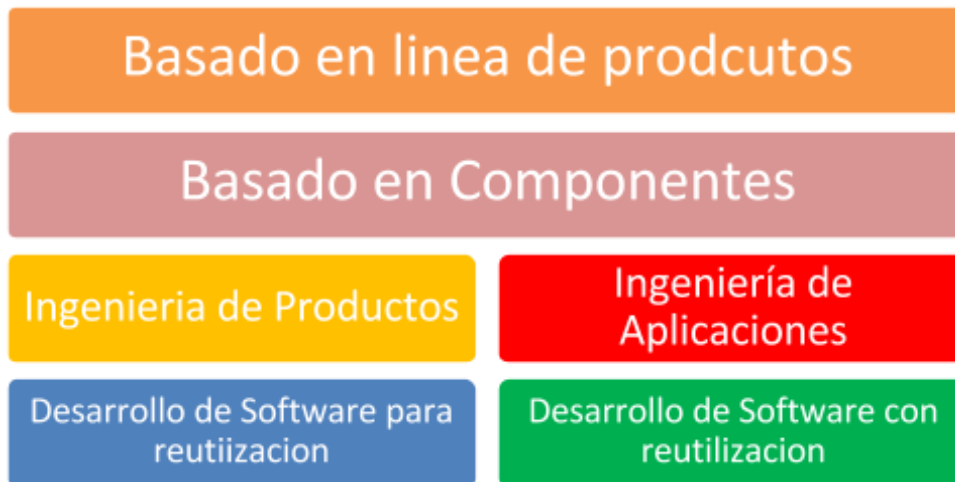 Basado en linea de prodcutos
Basado en Componentes
Ingenieria de Productos
Ingeniería de
Aplicaciones
Desarrollo de Software para
reutiizacion
Desarrollo de Software con
reutilizacion